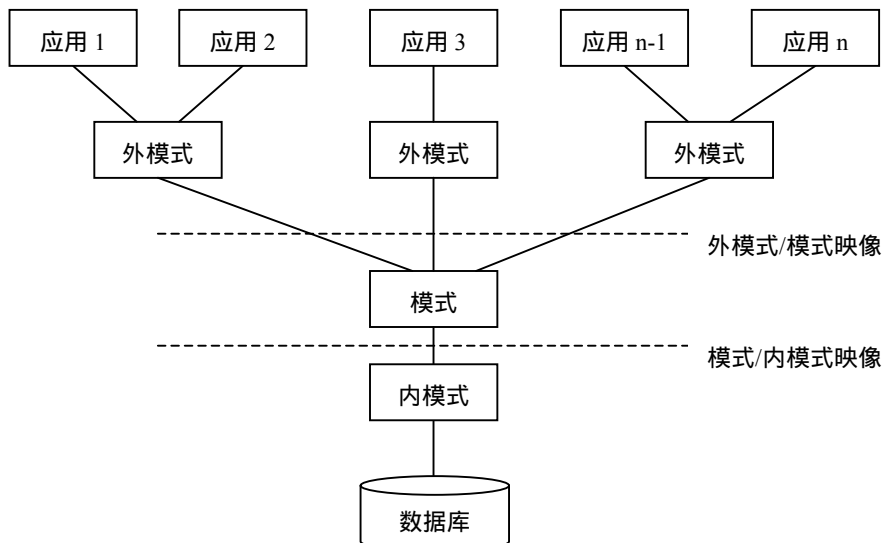 应用 1
应用 2
应用 3
应用 n-1
应用 n
外模式
外模式
外模式
外模式/模式映像
模式
模式/内模式映像
内模式
数据库